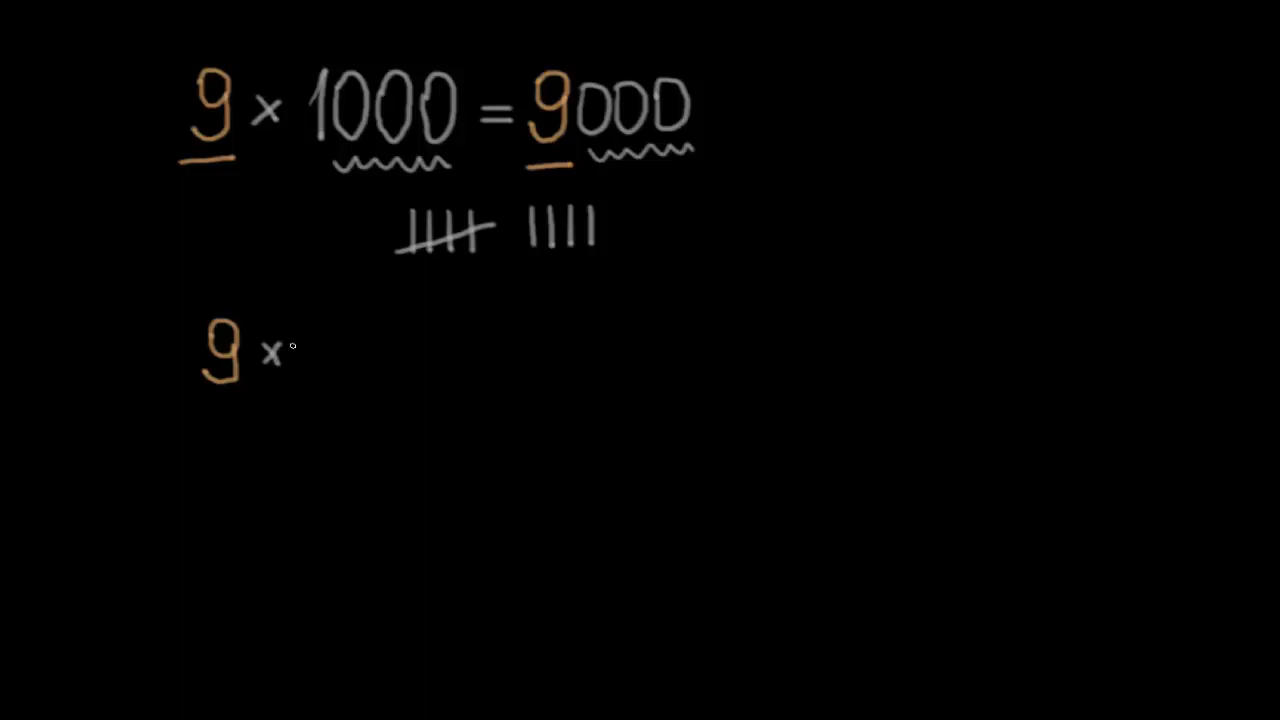 9 × 1000 = 9000
9 ×